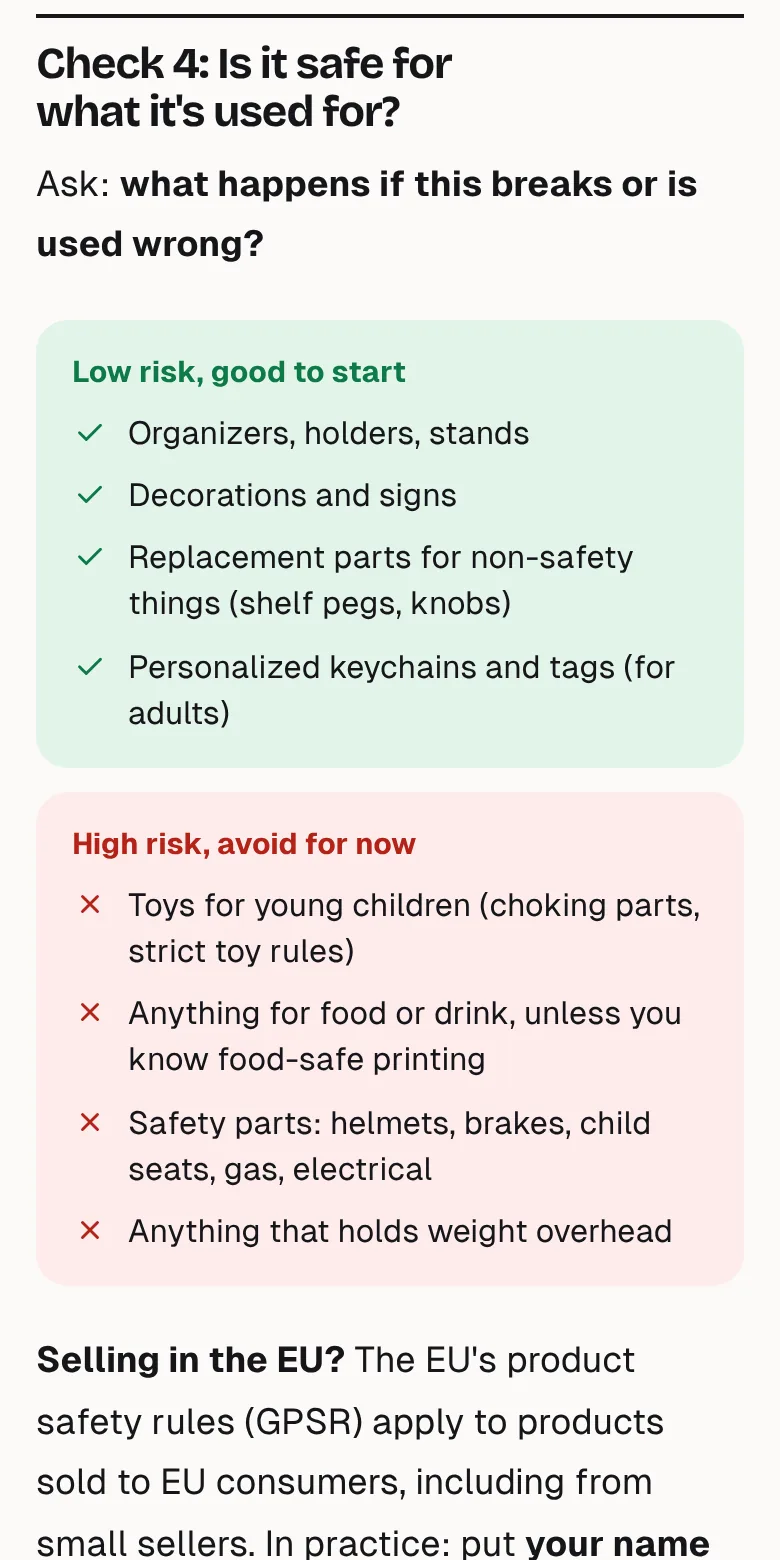 Check 4: Is it safe for
what it's used for?
Ask: what happens if this breaks or is
used wrong?
Low risk, good to start
Organizers, holders, stands
Decorations and signs
Replacement parts for non-safety
things (shelf pegs, knobs)
Personalized keychains and tags (for
adults)
High risk, avoid for now
Toys for young children (choking parts,
strict toy rules)
Anything for food or drink, unless you
know food-safe printing
Safety parts: helmets, brakes, child
seats, gas, electrical
Anything that holds weight overhead
Selling in the EU? The EU's product
safety rules (GPSR) apply to products
sold to EU consumers, including from
small sellers. In practice: put your name